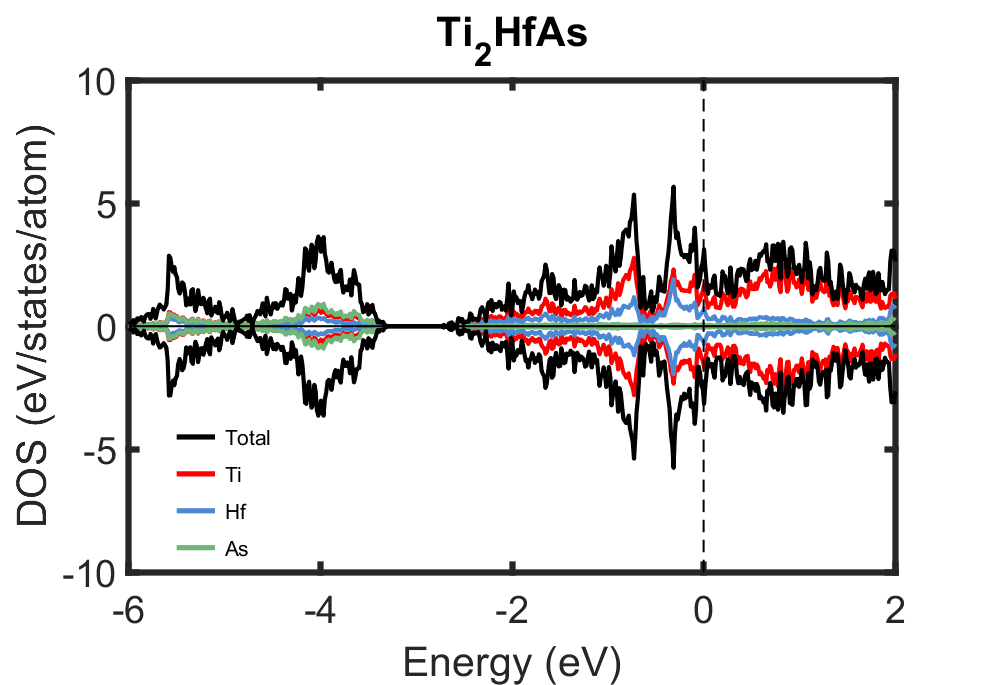 Ti2HfAs
10
5
0
-5
-10
DOS (eV/states/atom)
Total
Ti
Hf
As
-6 -4 -2 0 2
Energy (eV)